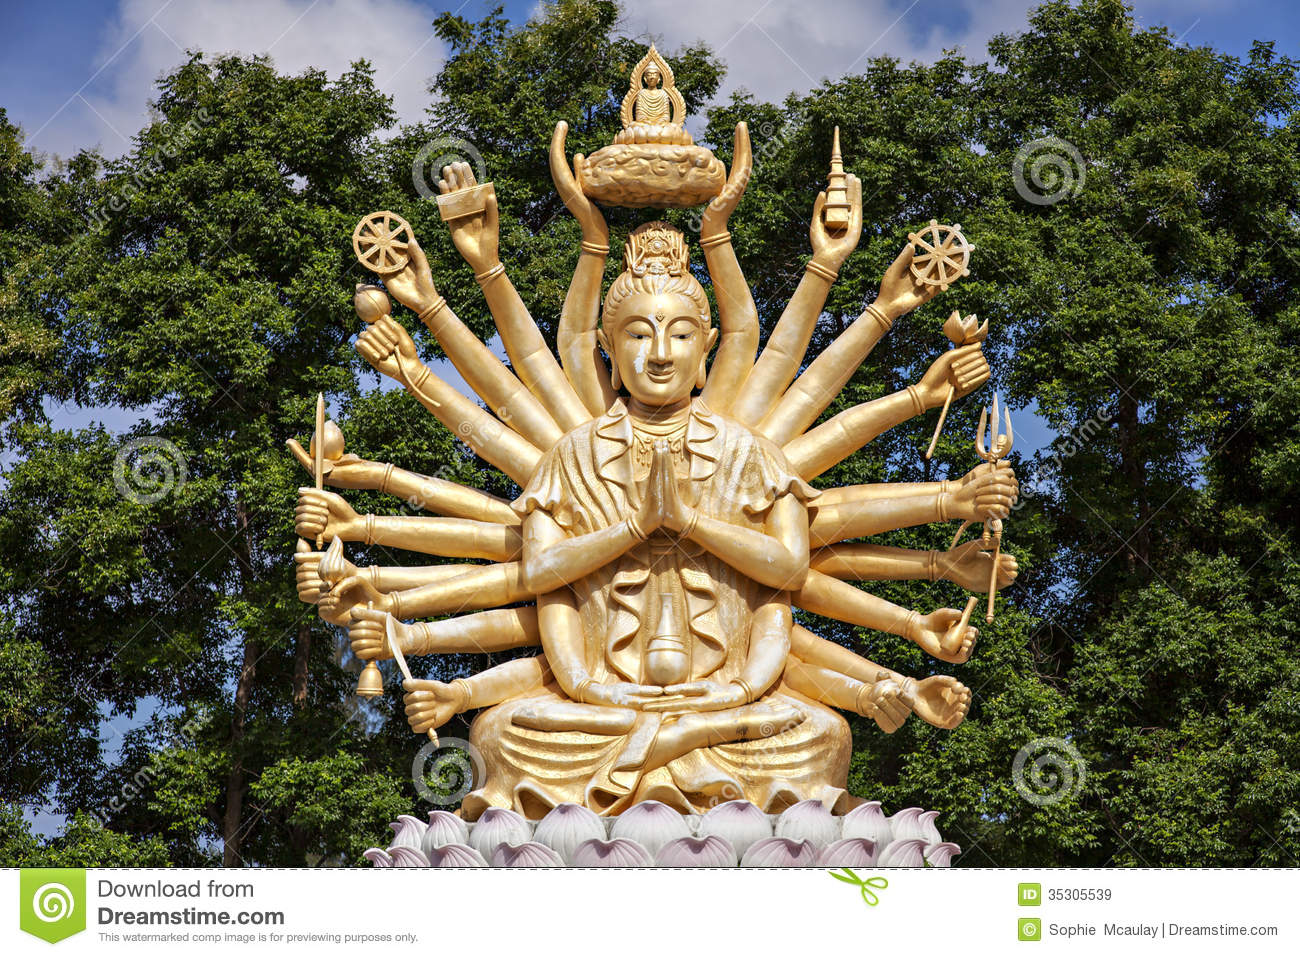 Download from
Dreamstime.com
This watermarked comp image is for previewing purposes only.
ID 35305539
© Sophie Mcaulay | Dreamstime.com